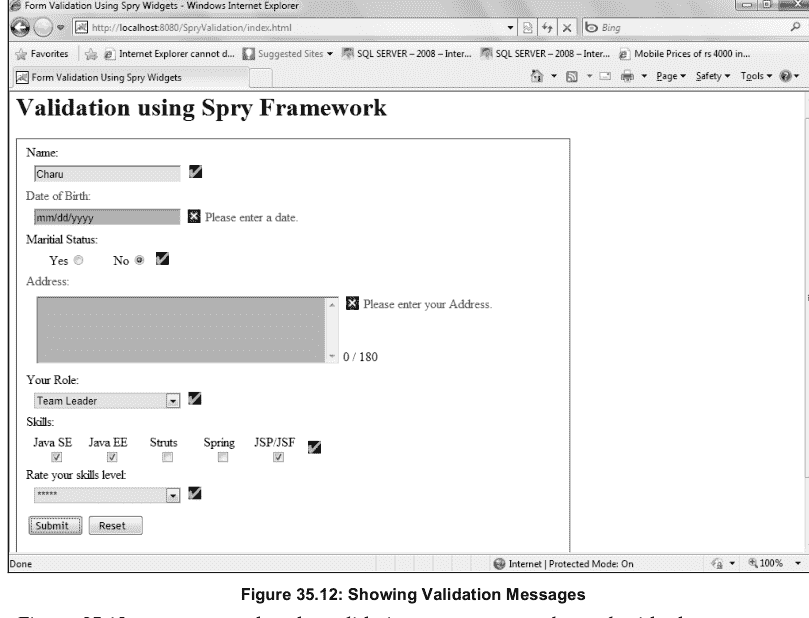 Form Validation Using Spry Widgets - Windows Internet Explorer
http://localhost:8080/SpryValidation/index.html
Bing
Favorites Internet Explorer cannot d... Suggested Sites SQL SERVER – 2008 – Inter... SQL SERVER – 2008 – Inter... Mobile Prices of rs 4000 in...
Form Validation Using Spry Widgets Page Safety Tools
Validation using Spry Framework
Name:
Charu
Date of Birth:
mm/dd/yyyy Please enter a date.
Maritial Status:
Yes No
Address:
Please enter your Address.
0 / 180
Your Role:
Team Leader
Skills:
Java SE Java EE Struts Spring JSP/JSF
Rate your skills level:
*****
Submit Reset
Done Internet | Protected Mode: On 100%
Figure 35.12: Showing Validation Messages